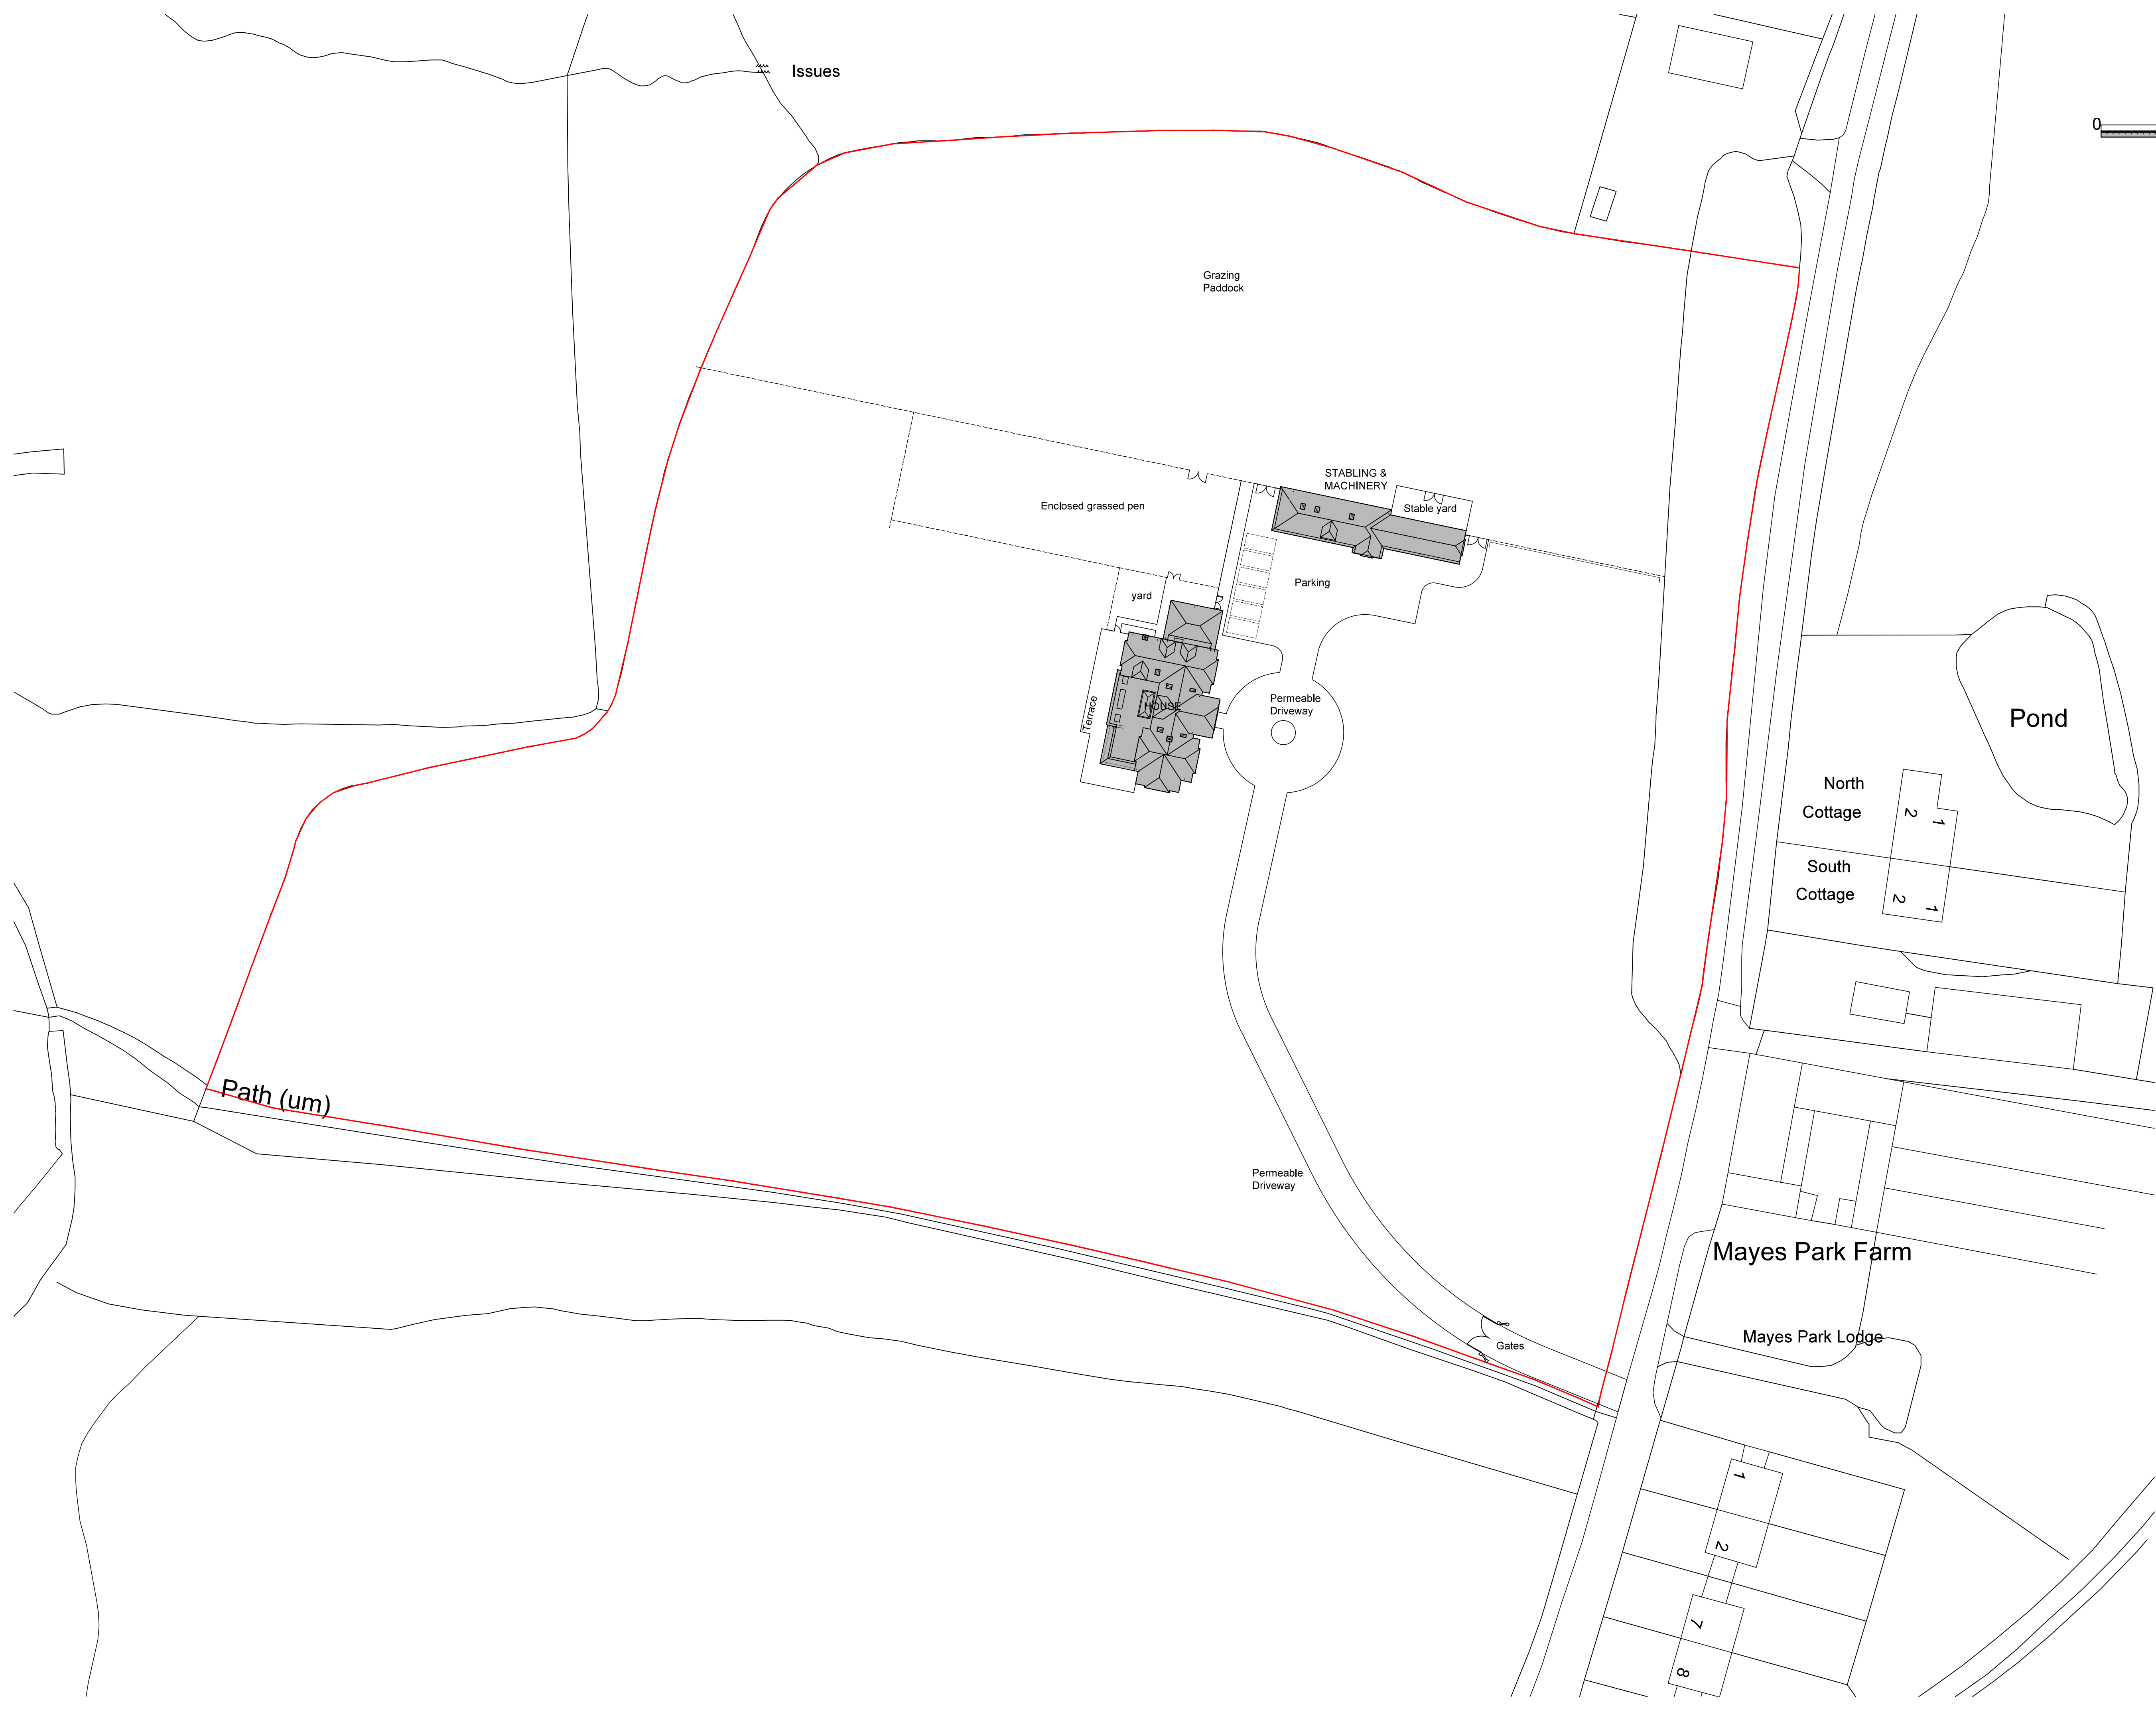 Issues
0
Grazing
Paddock
STABLING &
MACHINERY
Stable yard
Enclosed grassed pen
Parking
yard
Terrace
HOUSE
Permeable
Driveway
Pond
North
Cottage
2
1
South
Cottage
2
1
Path (um)
Permeable
Driveway
Mayes Park Farm
Mayes Park Lodge
Gates
1
2
7
8